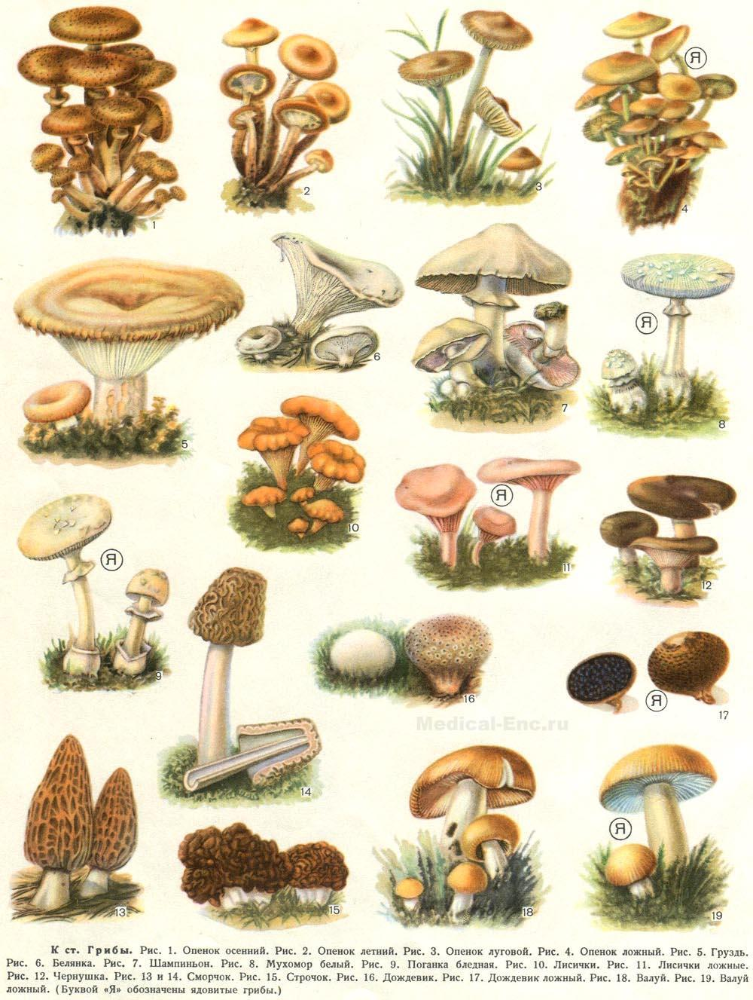 1
2
3
Я
4
5
6
7
Я
8
Я
9
10
Я
11
12
13
14
15
16
Medical-Enc.ru
Я
17
18
Я
19
К ст. Грибы. Рис. 1. Опенок осенний. Рис. 2. Опенок летний. Рис. 3. Опенок луговой. Рис. 4. Опенок ложный. Рис. 5. Груздь.
Рис. 6. Белянка. Рис. 7. Шампиньон. Рис. 8. Мухомор белый. Рис. 9. Поганка бледная. Рис. 10. Лисички. Рис. 11. Лисички ложные.
Рис. 12. Чернушка. Рис. 13 и 14. Сморчок. Рис. 15. Строчок. Рис. 16. Дождевик. Рис. 17. Дождевик ложный. Рис. 18. Валуй. Рис. 19. Валуй
ложный. (Буквой «Я» обозначены ядовитые грибы.)